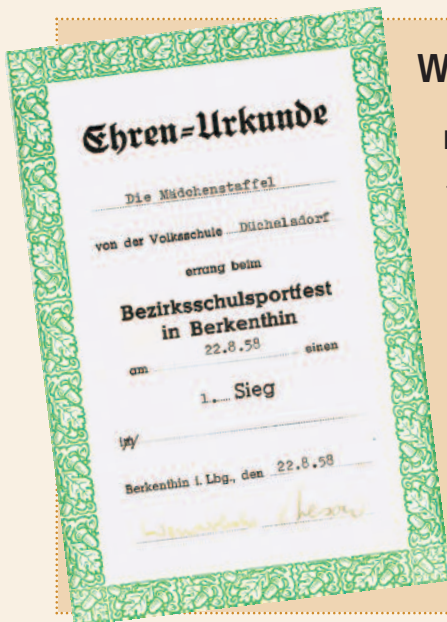 Ehren=Urkunde
Die Mädchenstaffel
von der Volksschule Düchelsdorf
errang beim
Bezirksschulsportfest
in Berkenthin
am 22.8.58 einen
1. Sieg
Berkenthin i. Lbg., den 22.8.58